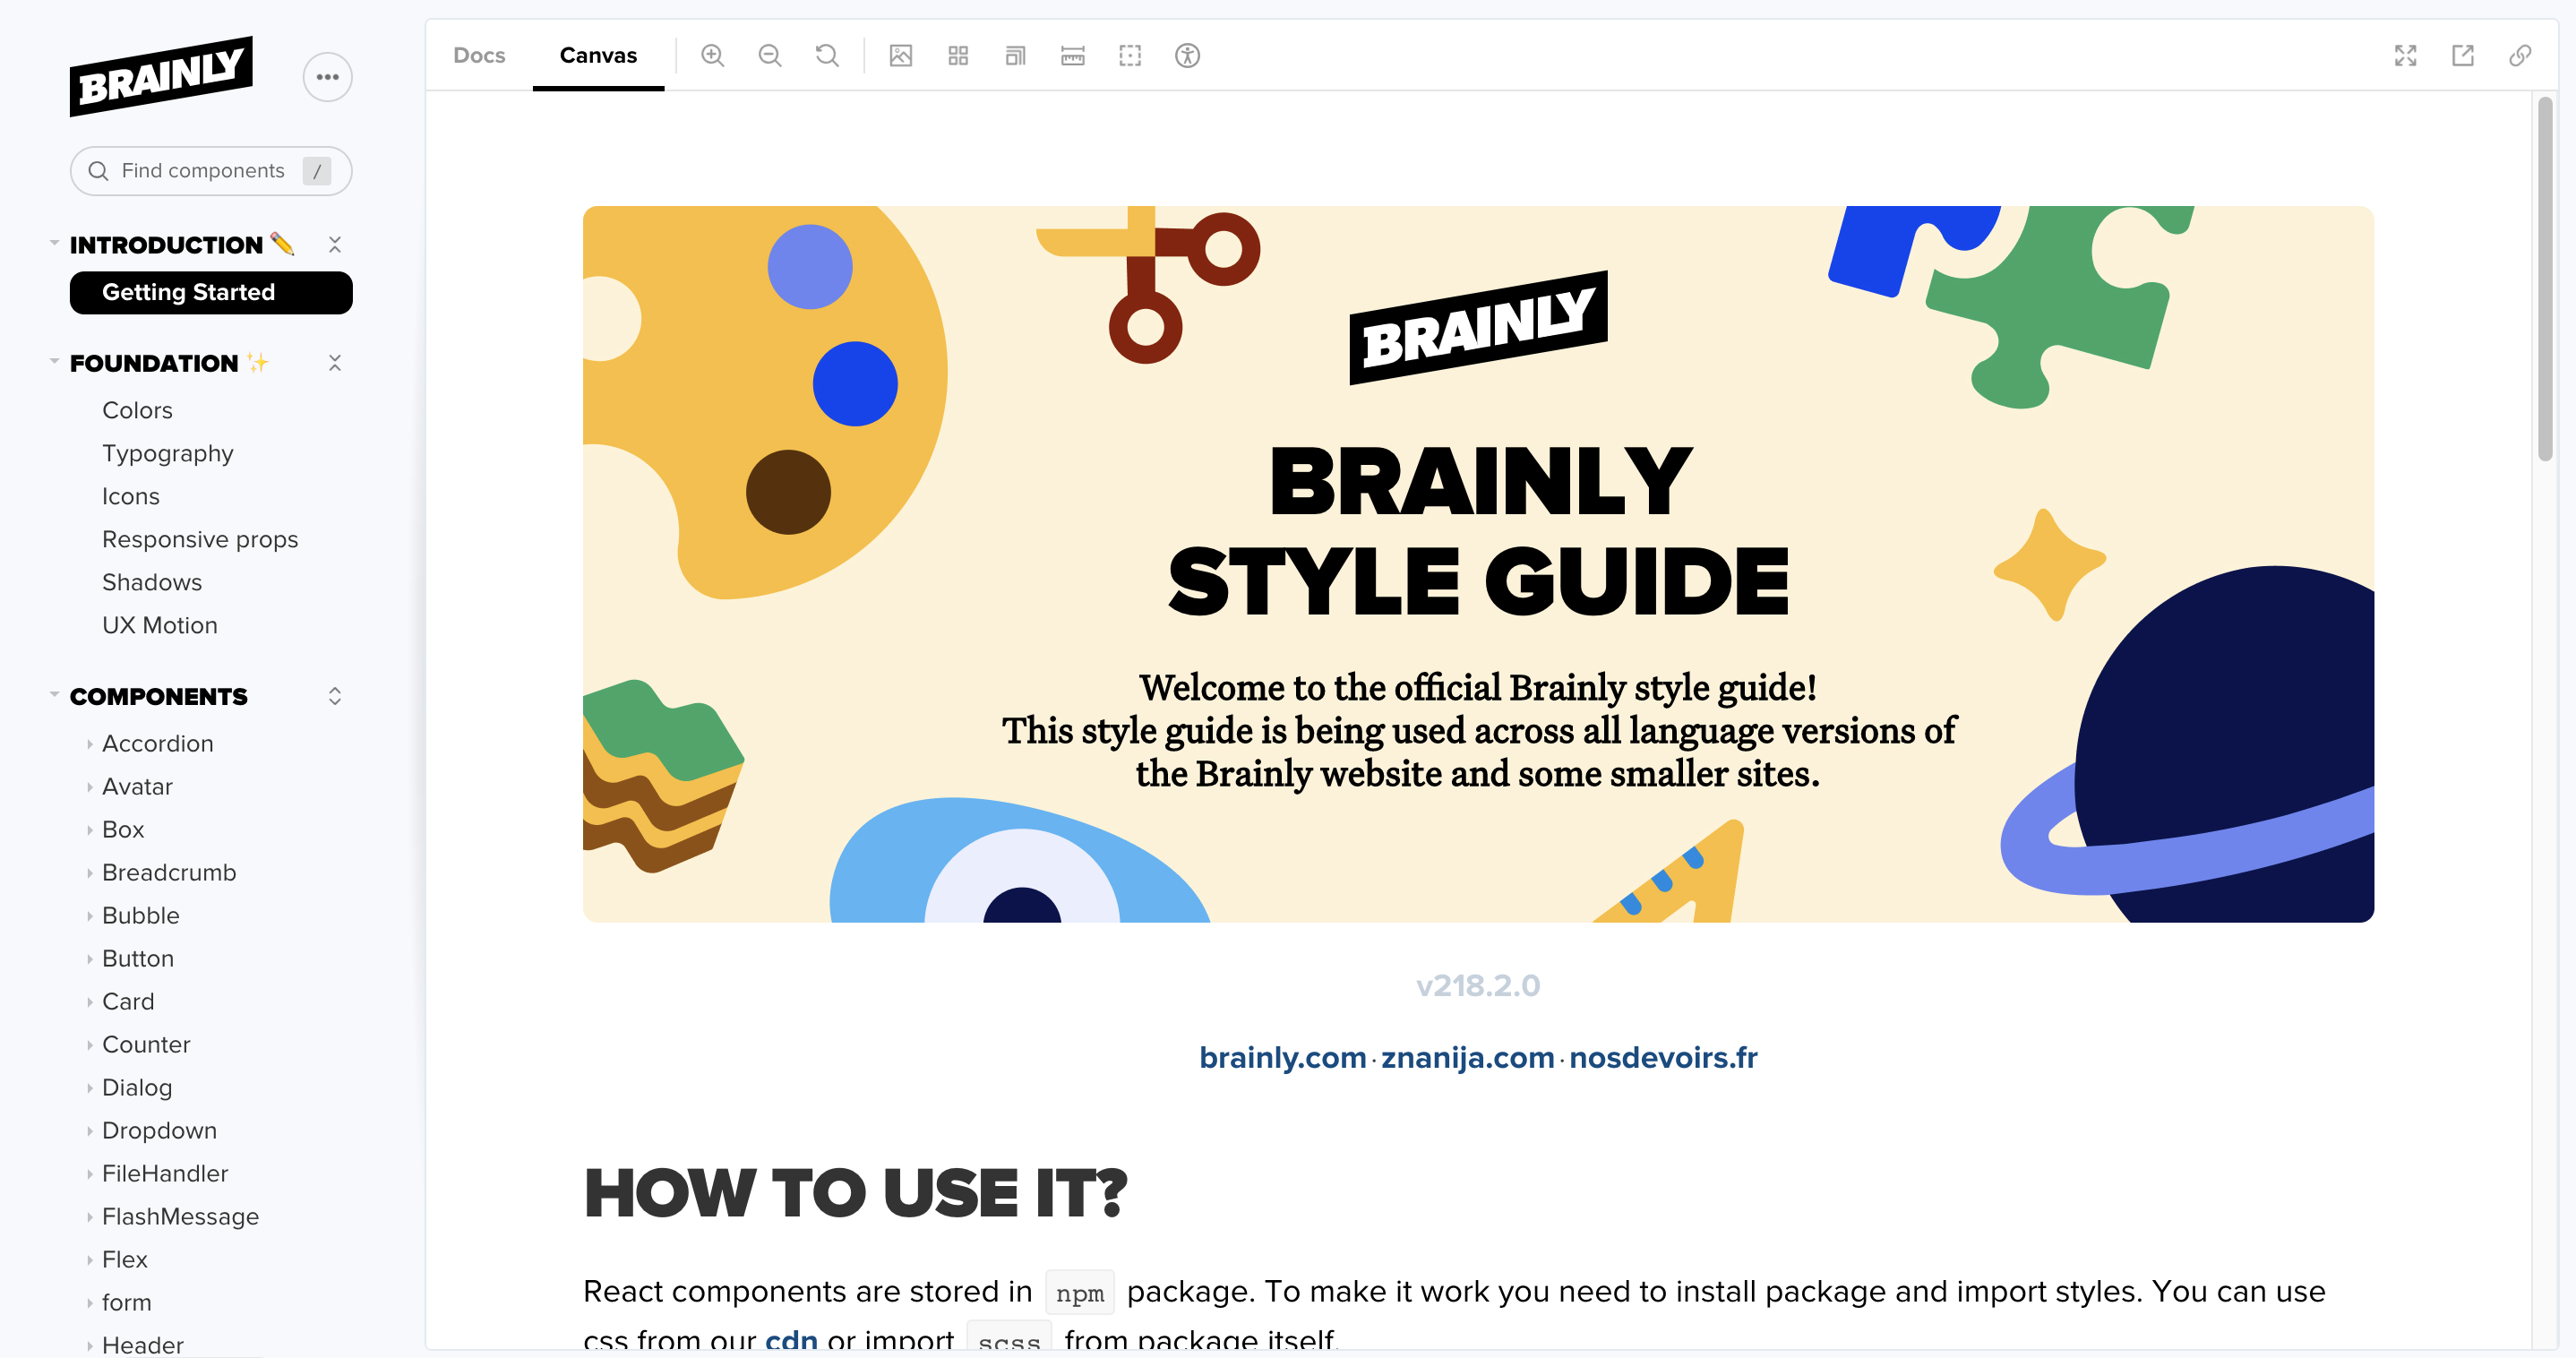 BRAINLY
Find components /
INTRODUCTION ✏️
Getting Started
FOUNDATION ✨
Colors
Typography
Icons
Responsive props
Shadows
UX Motion
COMPONENTS
Accordion
Avatar
Box
Breadcrumb
Bubble
Button
Card
Counter
Dialog
Dropdown
FileHandler
FlashMessage
Flex
form
Header
Docs Canvas
BRAINLY
BRAINLY
STYLE GUIDE
Welcome to the official Brainly style guide!
This style guide is being used across all language versions of
the Brainly website and some smaller sites.
v218.2.0
brainly.com · znanija.com · nosdevoirs.fr
HOW TO USE IT?
React components are stored in npm package. To make it work you need to install package and import styles. You can use
css from our cdn or import scss from package itself.